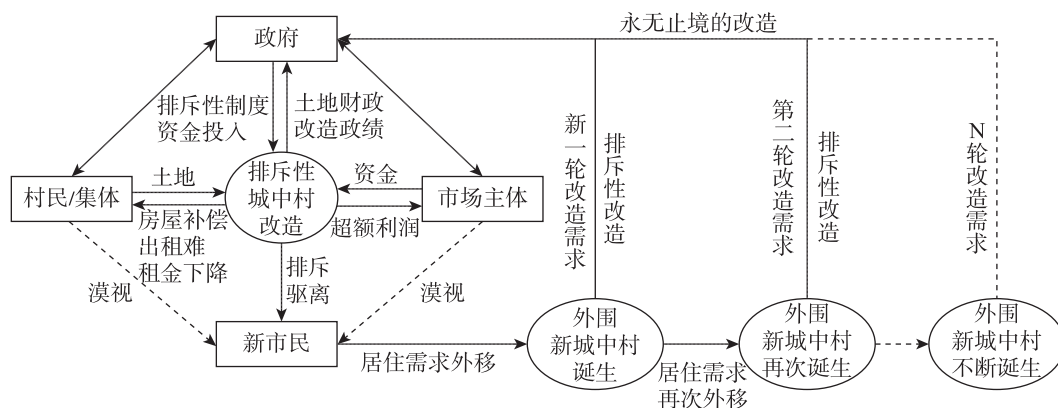 永无止境的改造
政府
排斥性制度
资金投入
土地财政
改造政绩
新一轮改造需求
排斥性改造
第二轮改造需求
排斥性改造
N轮改造需求
村民/集体
土地
排斥性
城中村
改造
资金
市场主体
房屋补偿
出租难
租金下降
超额利润
漠视
排斥
驱离
漠视
新市民
居住需求外移
外围
新城中村
诞生
居住需求
再次外移
外围
新城中村
再次诞生
外围
新城中村
不断诞生